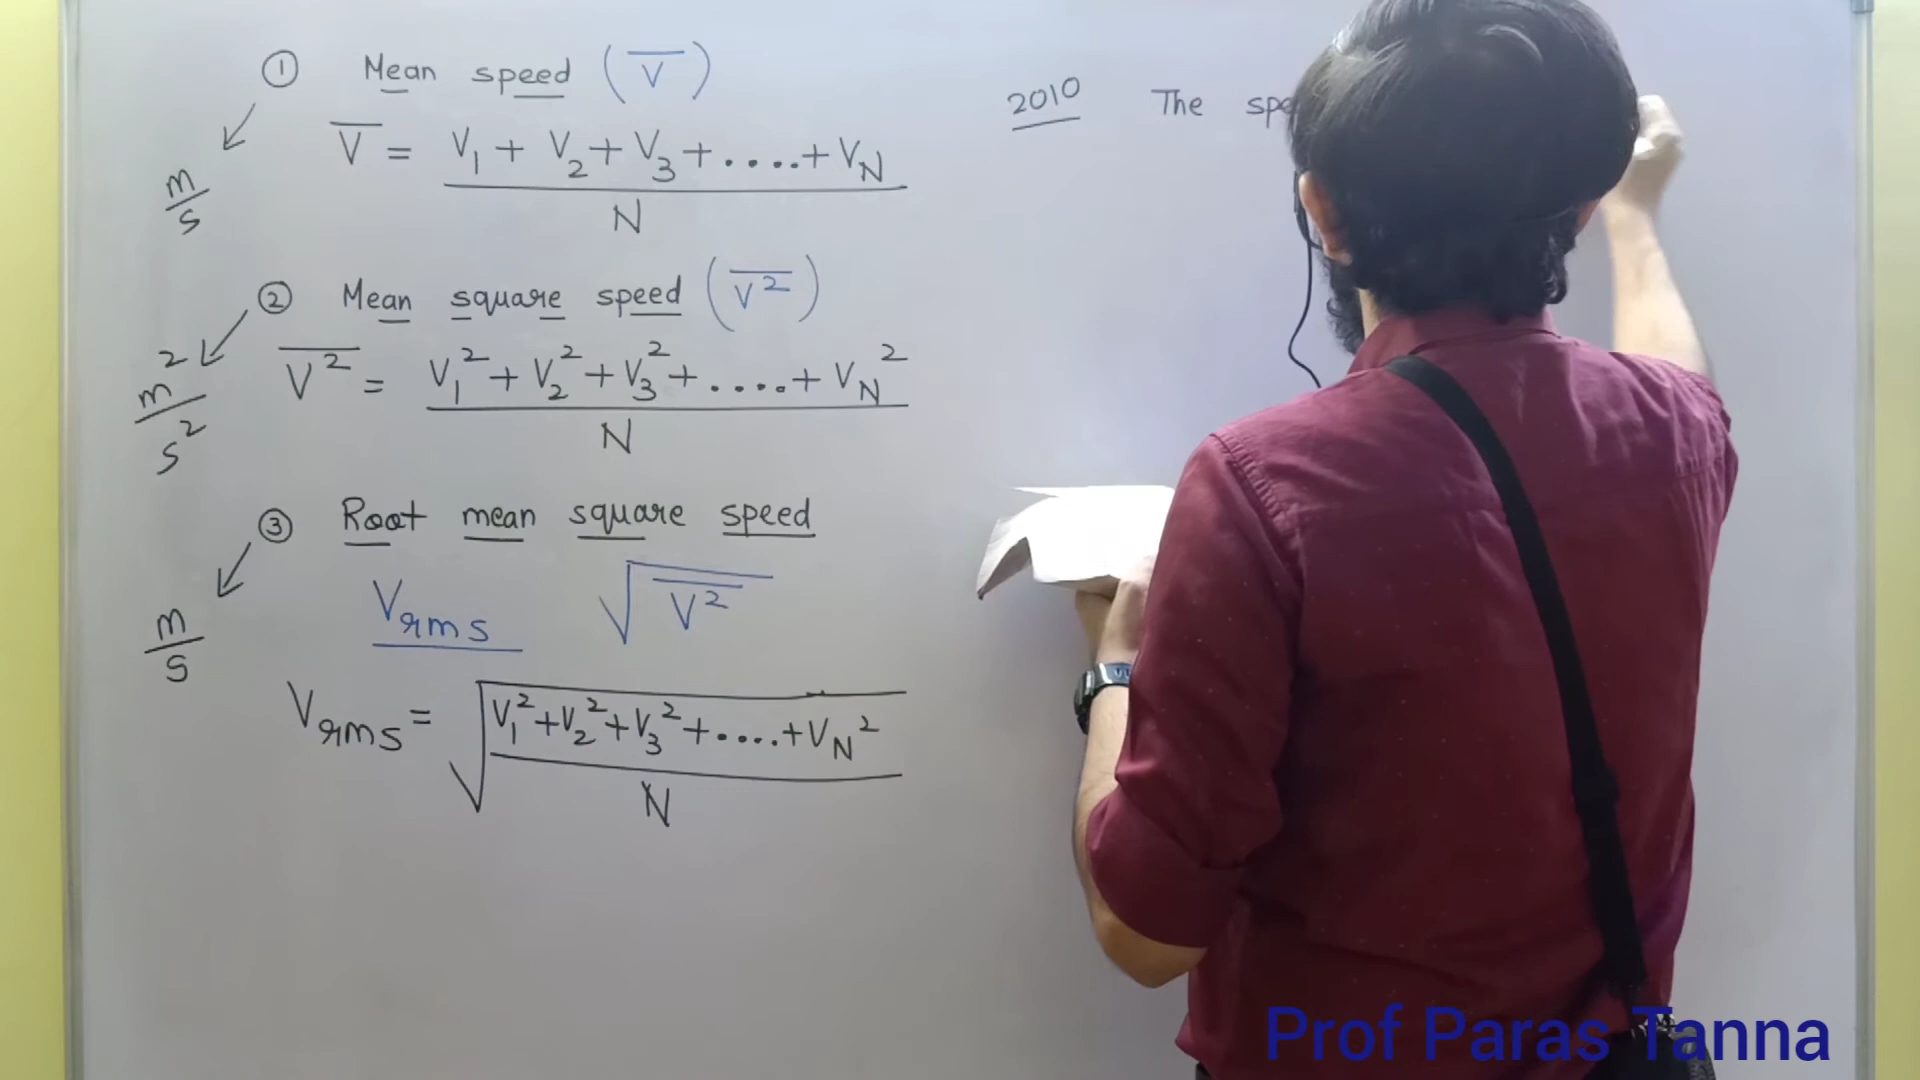 ① Mean speed (V̅)
V̅ = V₁ + V₂ + V₃ + .... + V_N / N
m/s
② Mean square speed (V̅²)
V̅² = V₁² + V₂² + V₃² + .... + V_N² / N
m²/s²
③ Root mean square speed
V_rms √V̅²
m/s
V_rms = √(V₁² + V₂² + V₃² + .... + V_N² / N)
2010 The
Prof Paras Tanna